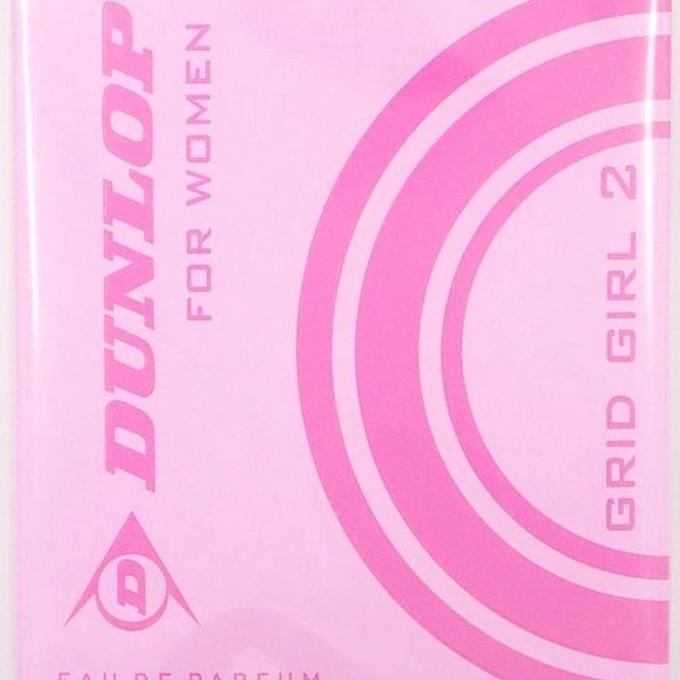 DUNLOP
FOR WOMEN
GRID GIRL 2
D
EAU DE PARFUM